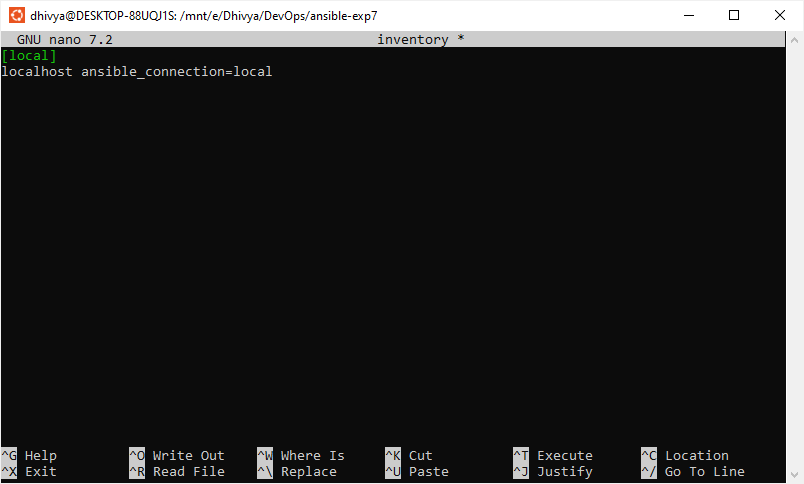 dhivya@DESKTOP-88UQJ1S: /mnt/e/Dhivya/DevOps/ansible-exp7
GNU nano 7.2 inventory *
[local]
localhost ansible_connection=local
^G Help ^O Write Out ^W Where Is ^K Cut ^T Execute ^C Location
^X Exit ^R Read File ^\ Replace ^U Paste ^J Justify ^/ Go To Line